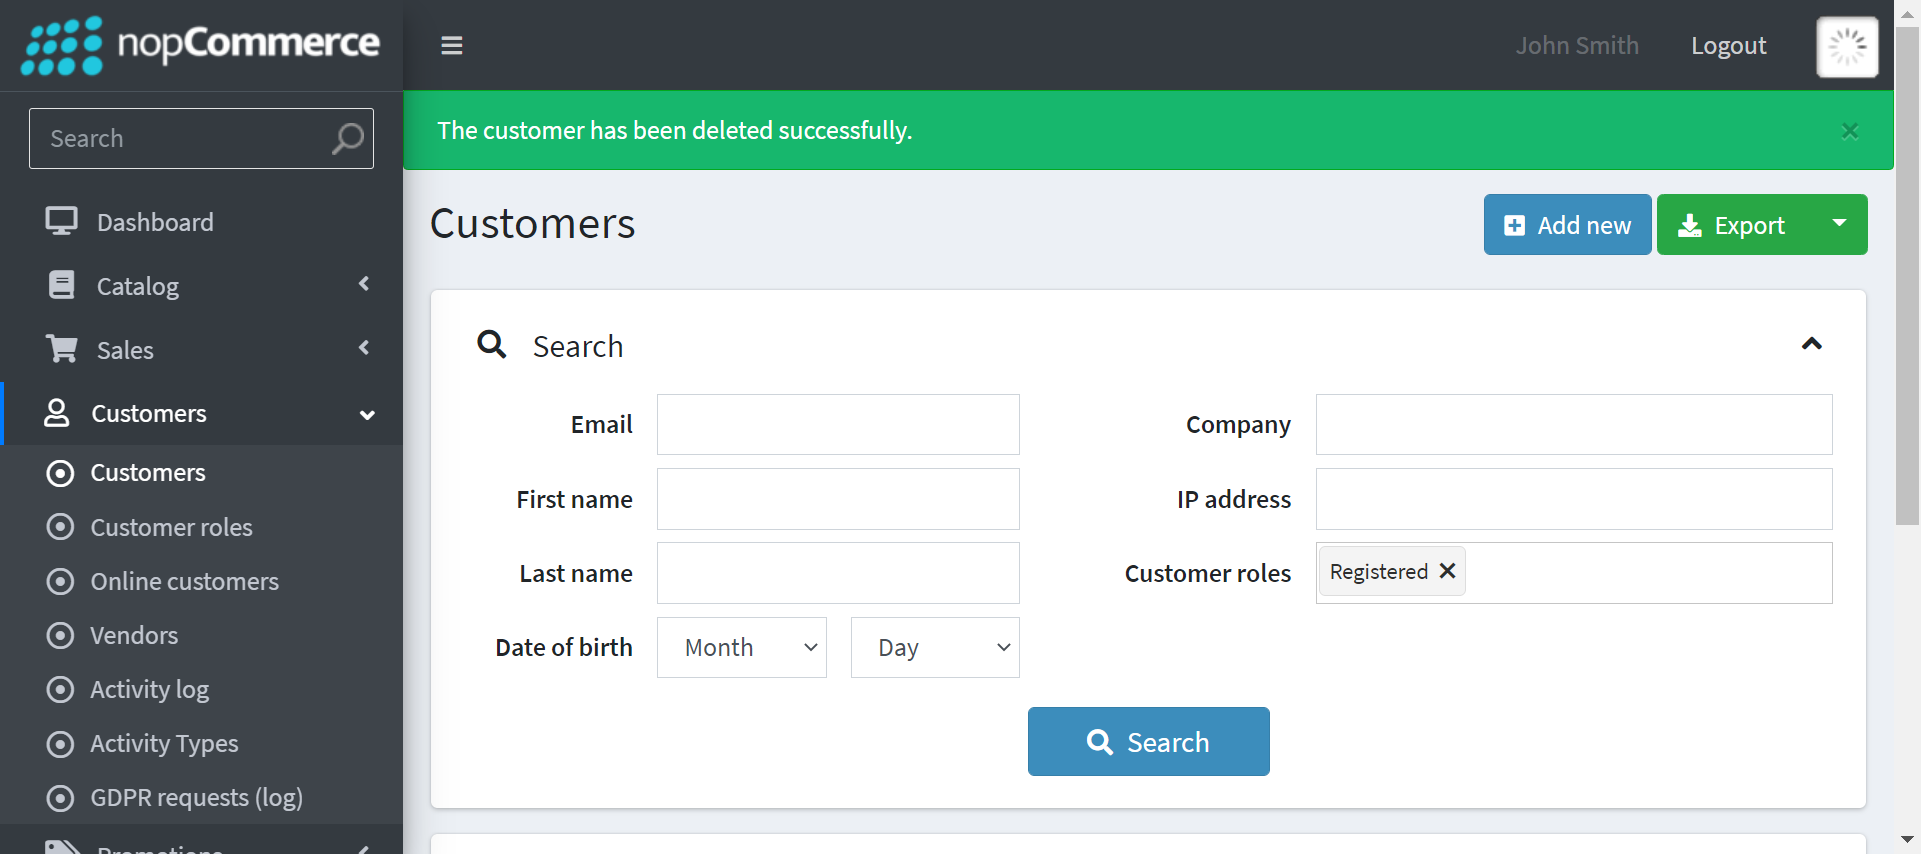 nopCommerce
John Smith
Logout
Search
The customer has been deleted successfully.
Dashboard
Catalog
Sales
Customers
Customers
Customer roles
Online customers
Vendors
Activity log
Activity Types
GDPR requests (log)
Promotions
Customers
Add new
Export
Search
Email
Company
First name
IP address
Last name
Customer roles
Registered
Date of birth
Month
Day
Search